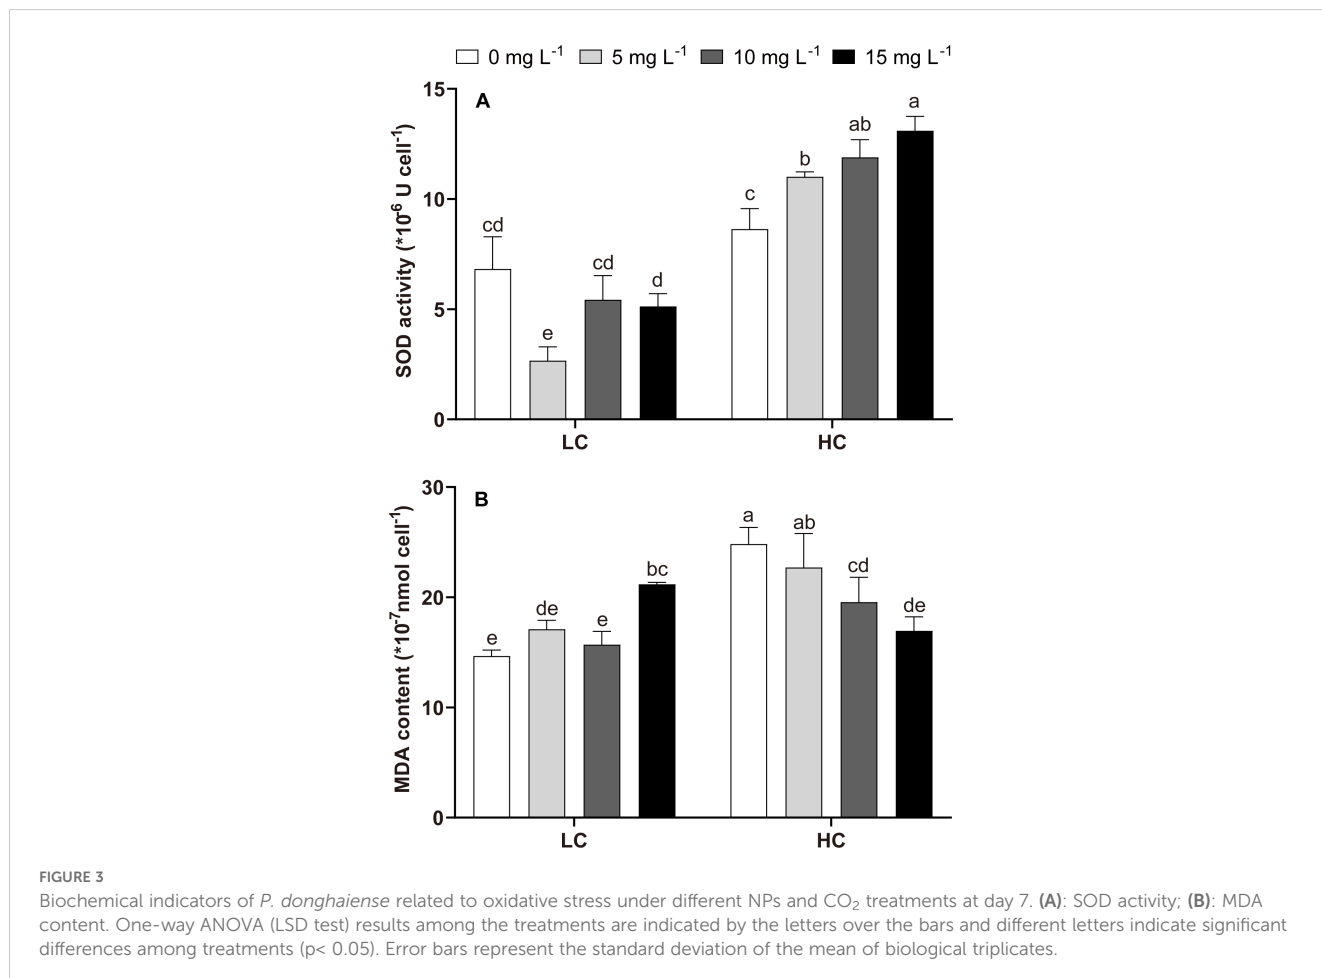 0 mg L-1 5 mg L-1 10 mg L-1 15 mg L-1
A
SOD activity (*10-6 U cell-1)
15
10
5
0
cd
e
cd
d
c
b
ab
a
LC HC
B
MDA content (*10-7nmol cell-1)
30
20
10
0
e
de
e
bc
a
ab
cd
de
LC HC
FIGURE 3
Biochemical indicators of P. donghaiense related to oxidative stress under different NPs and CO2 treatments at day 7. (A): SOD activity; (B): MDA
content. One-way ANOVA (LSD test) results among the treatments are indicated by the letters over the bars and different letters indicate significant
differences among treatments (p< 0.05). Error bars represent the standard deviation of the mean of biological triplicates.